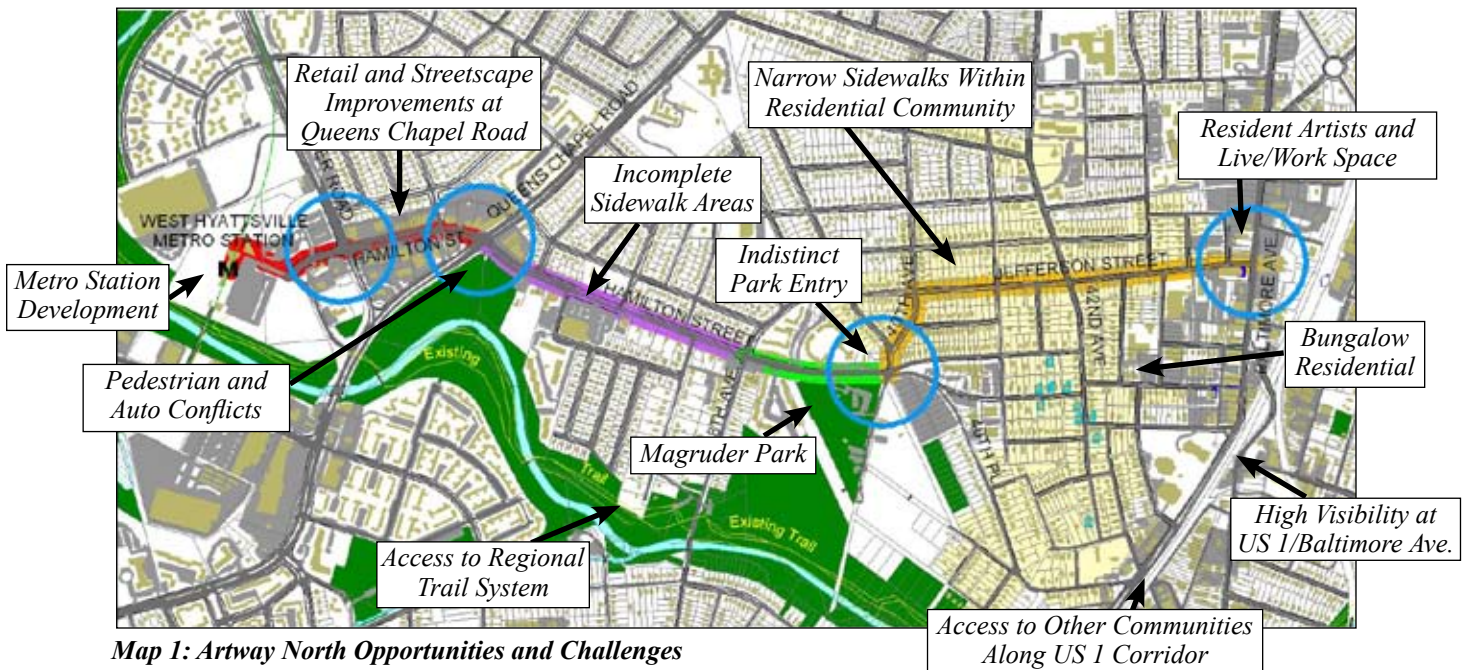 Retail and Streetscape
Improvements at
Queens Chapel Road
Narrow Sidewalks Within
Residential Community
Resident Artists and
Live/Work Space
Incomplete
Sidewalk Areas
Indistinct
Park Entry
Metro Station
Development
Pedestrian and
Auto Conflicts
Magruder Park
Bungalow
Residential
Access to Regional
Trail System
High Visibility at
US 1/Baltimore Ave.
Access to Other Communities
Along US 1 Corridor
WEST HYATTSVILLE
METRO STATION
M
ROAD
QUEENS CHAPEL ROAD
HAMILTON ST
HAMILTON STREET
JEFFERSON STREET
42ND AVE
BALTIMORE AVE
40TH PL
Existing
Trail
Existing Trail
Map 1: Artway North Opportunities and Challenges